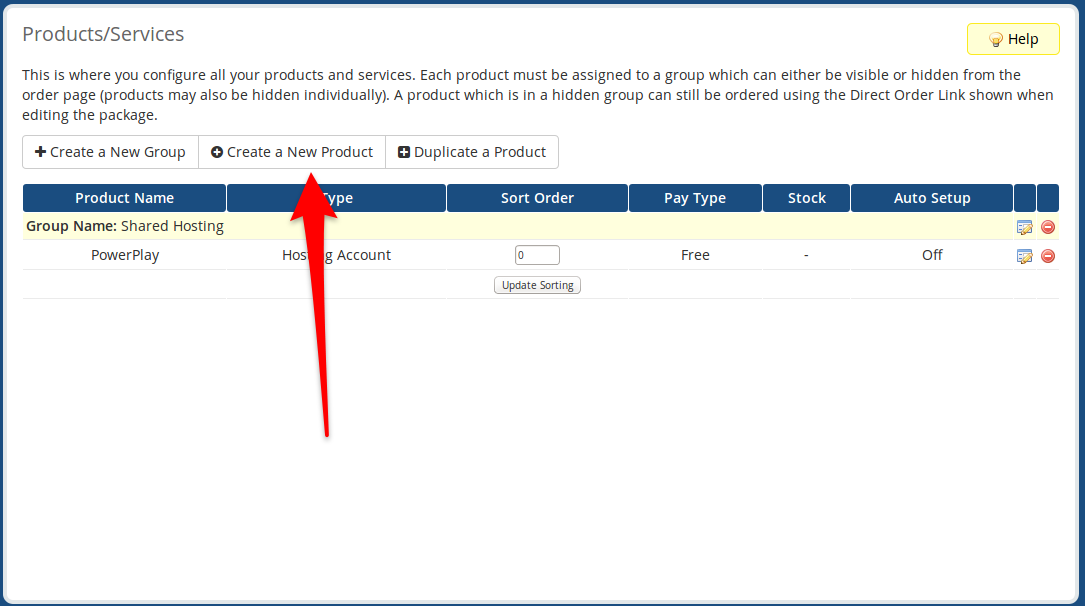 Products/Services
Help
This is where you configure all your products and services. Each product must be assigned to a group which can either be visible or hidden from the
order page (products may also be hidden individually). A product which is in a hidden group can still be ordered using the Direct Order Link shown when
editing the package.
Create a New Group Create a New Product Duplicate a Product
Product Name Type Sort Order Pay Type Stock Auto Setup
Group Name: Shared Hosting
PowerPlay Hosting Account 0 Free - Off
Update Sorting